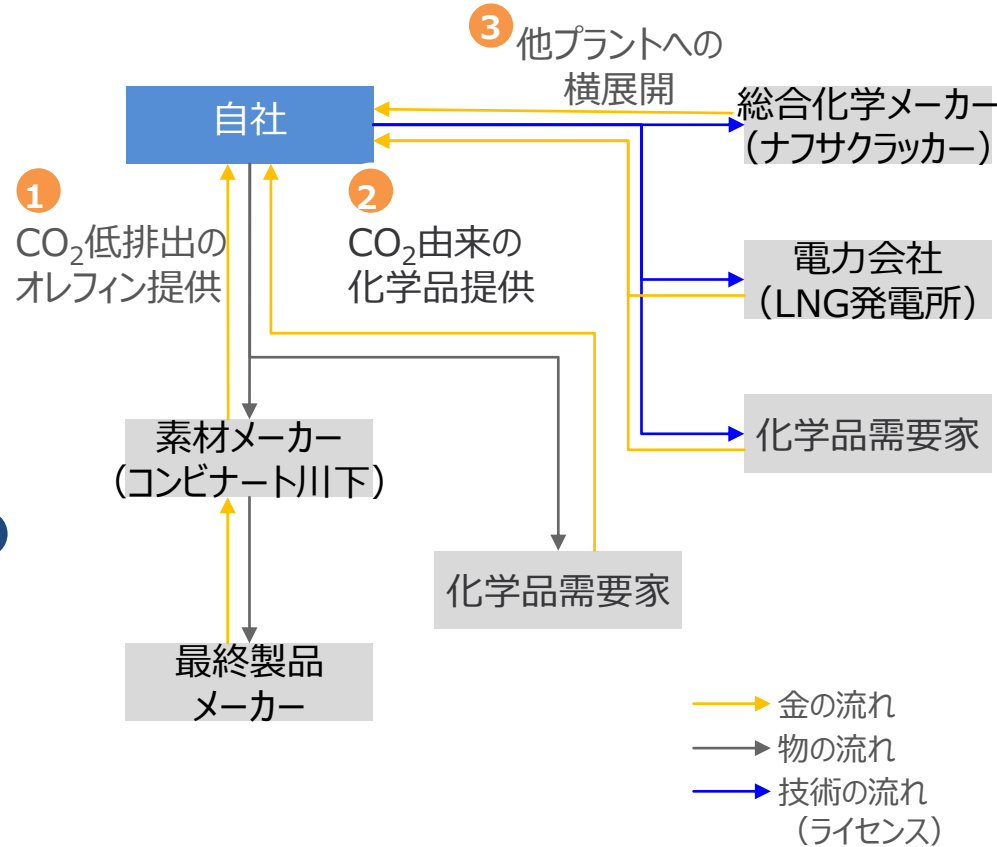 3
他プラントへの
横展開
自社
総合化学メーカー
（ナフサクラッカー）
1
CO₂低排出の
オレフィン提供
2
CO₂由来の
化学品提供
電力会社
（LNG発電所）
素材メーカー
（コンビナート川下）
化学品需要家
化学品需要家
最終製品
メーカー
金の流れ
物の流れ
技術の流れ
（ライセンス）